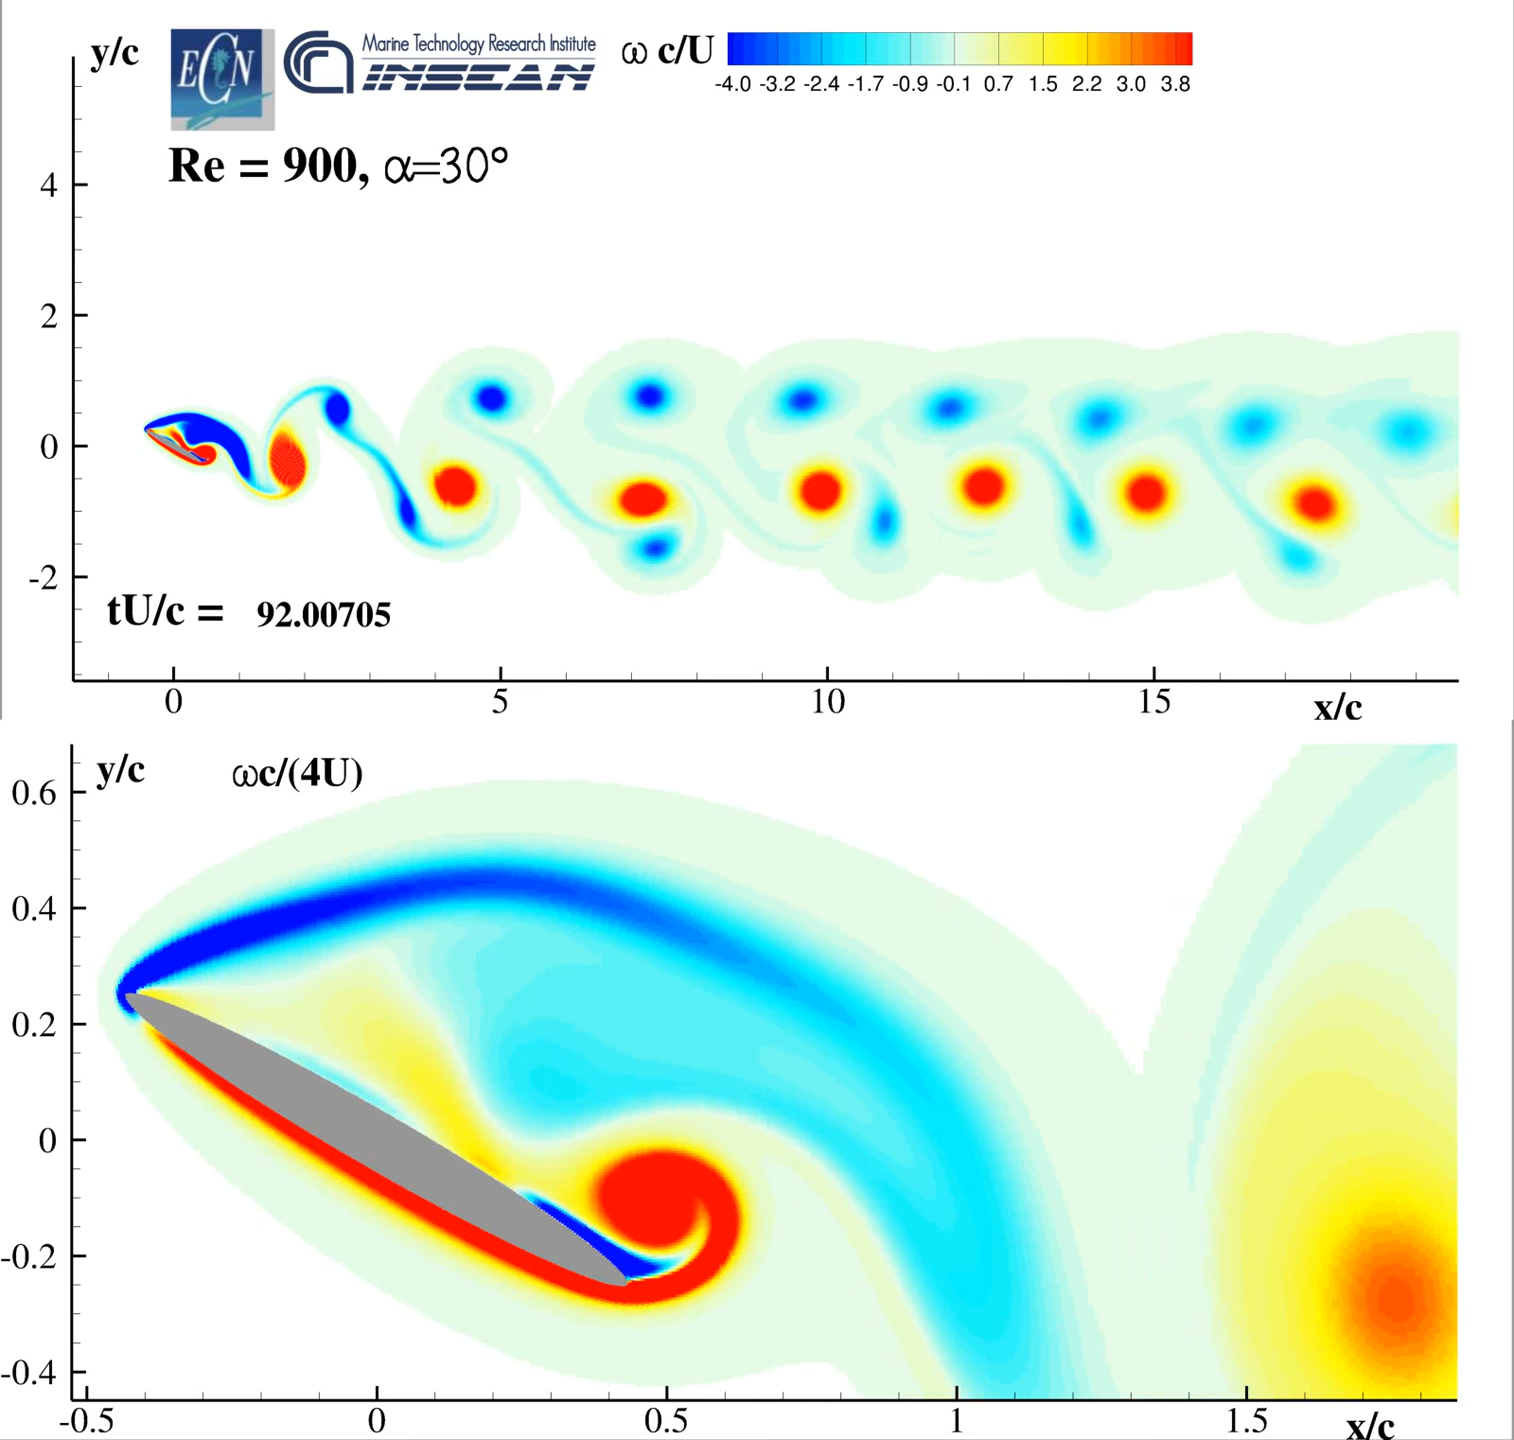 y/c
ECN
Marine Technology Research Institute
INSEAN
ω c/U
-4.0 -3.2 -2.4 -1.7 -0.9 -0.1 0.7 1.5 2.2 3.0 3.8
Re = 900, α=30°
4
2
0
-2
tU/c = 92.00705
0 5 10 15 x/c
y/c ωc/(4U)
0.6
0.4
0.2
0
-0.2
-0.4
-0.5 0 0.5 1 1.5 x/c